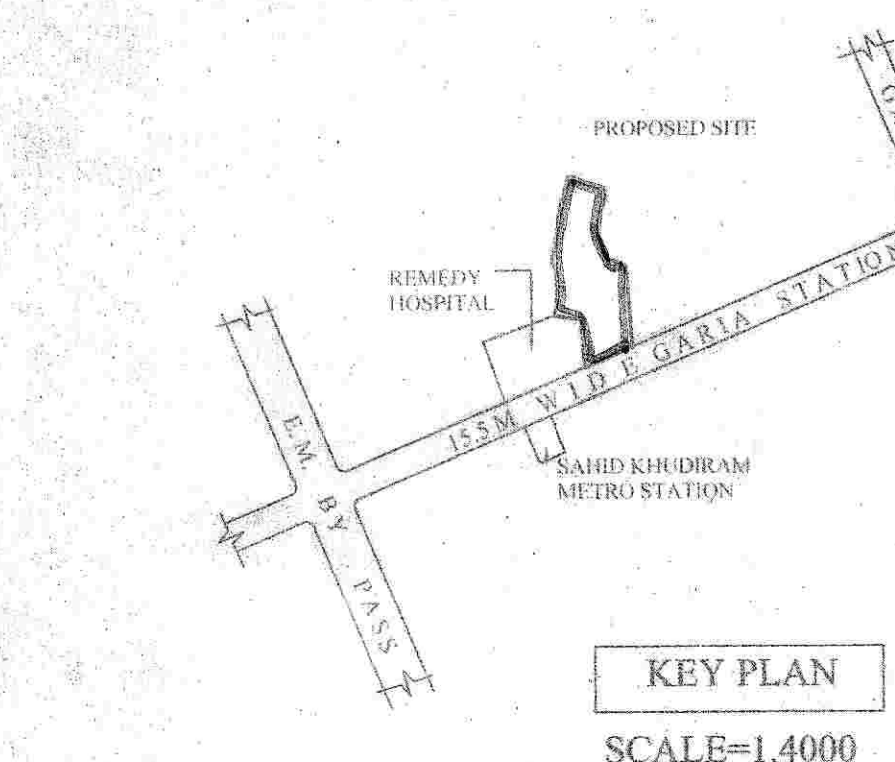 PROPOSED SITE
REMEDY
HOSPITAL
15.5M WIDE GARIA STATION
E.M. BY PASS
SAHID KHUDIRAM
METRO STATION
KEY PLAN
SCALE=1.4000